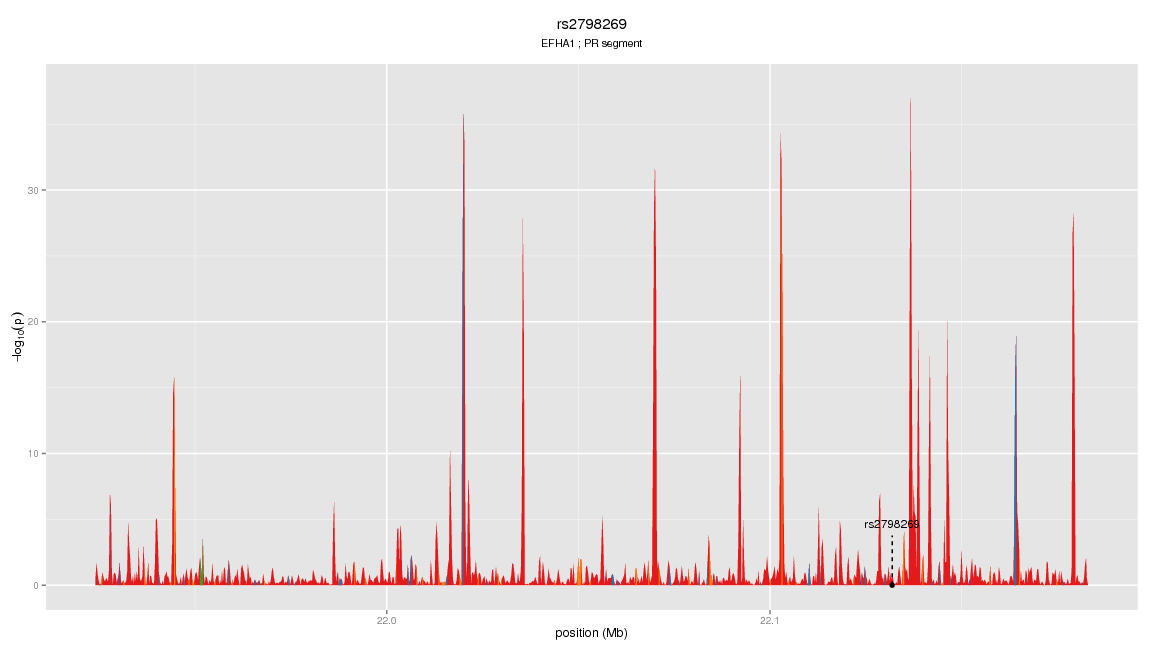 rs2798269
EFHA1 ; PR segment
30
20
10
0
−log10(p)
rs2798269
22.0
22.1
position (Mb)